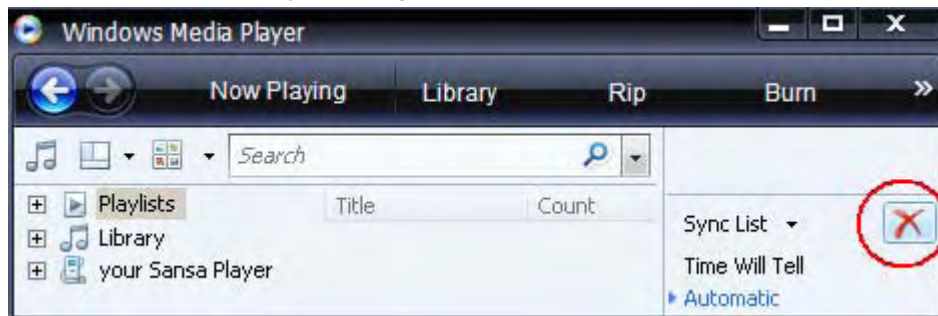 Windows Media Player
Now Playing Library Rip Burn »
Search
Playlists Title Count
Library
your Sansa Player
Sync List
Time Will Tell
Automatic